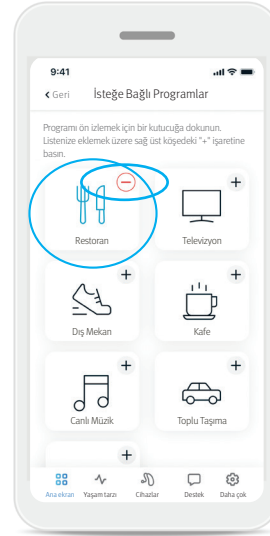 9:41
Geri İsteğe Bağlı Programlar
Programı ön izlemek için bir kutucuğa dokunun.
Listenize eklemek üzere sağ üst köşedeki "+" işaretine
basın.
Restoran Televizyon
Dış Mekan Kafe
Canlı Müzik Toplu Taşıma
Ana ekran Yaşam tarzı Cihazlar Destek Daha çok